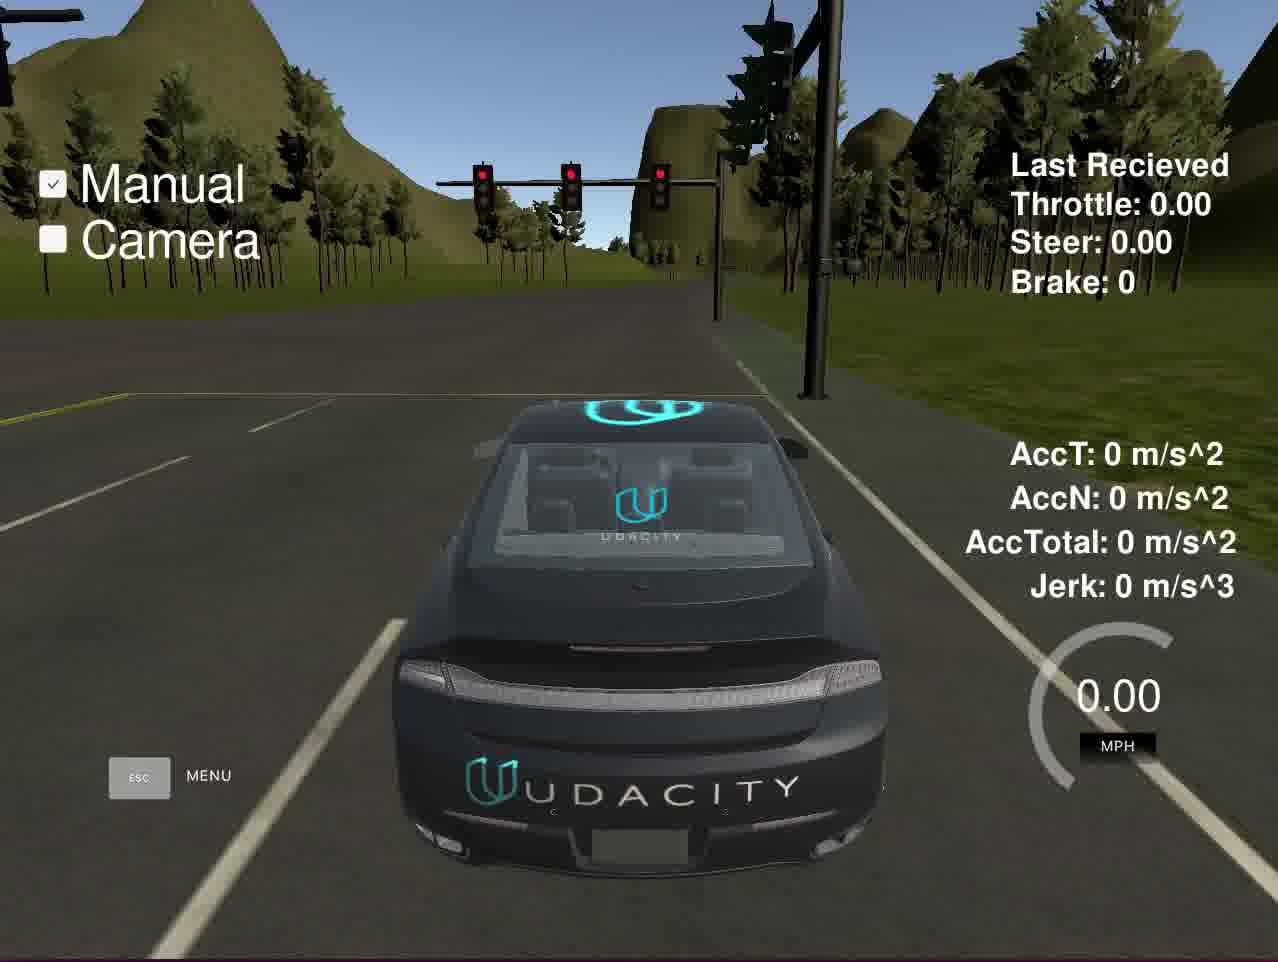 Manual
Camera
Last Recieved
Throttle: 0.00
Steer: 0.00
Brake: 0
AccT: 0 m/s^2
AccN: 0 m/s^2
AccTotal: 0 m/s^2
Jerk: 0 m/s^3
0.00
MPH
UDACITY
UDACITY
ESC MENU